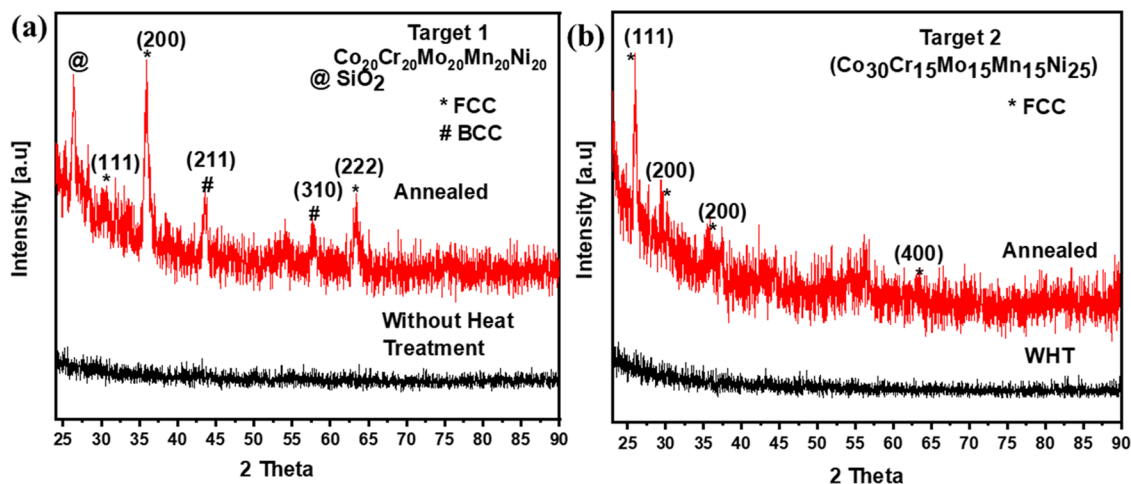 (a)
Target 1
Co20Cr20Mo20Mn20Ni20
@ SiO2
* FCC
# BCC
@
(200)
*
(111)
*
(211)
#
(310)
#
(222)
*
Annealed
Without Heat
Treatment
Intensity [a.u]
25 30 35 40 45 50 55 60 65 70 75 80 85 90
2 Theta
(b)
Target 2
(Co30Cr15Mo15Mn15Ni25)
* FCC
(111)
*
(200)
*
(200)
*
(400)
*
Annealed
WHT
Intensity [a.u]
25 30 35 40 45 50 55 60 65 70 75 80 85 90
2 Theta